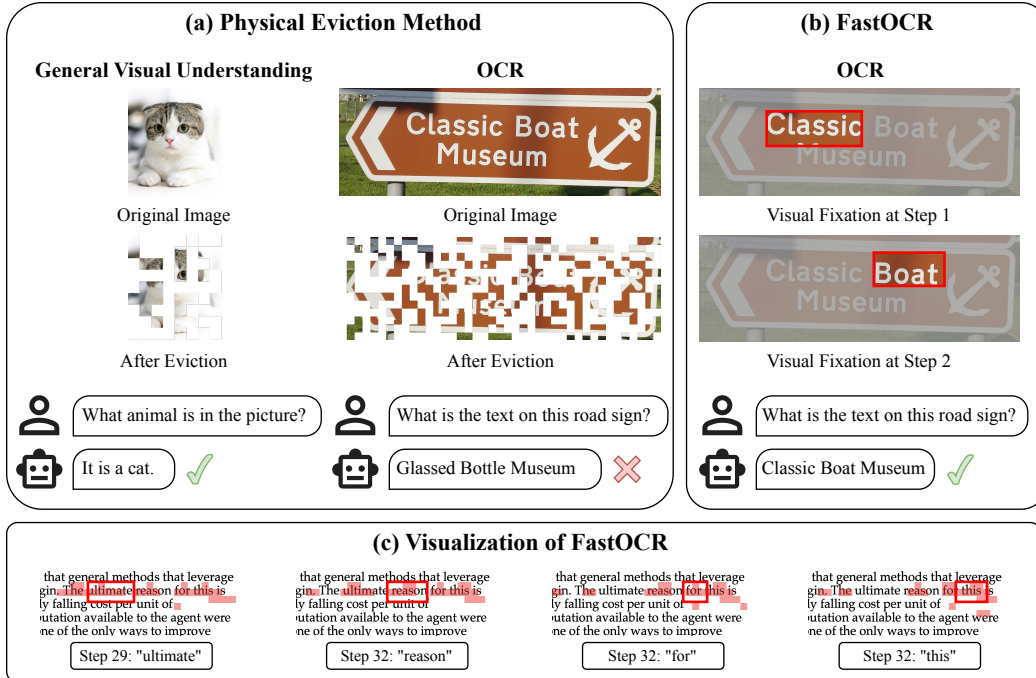 (a) Physical Eviction Method
General Visual Understanding
OCR
Classic Boat
Museum
Original Image
Original Image
After Eviction
After Eviction
What animal is in the picture?
It is a cat.
What is the text on this road sign?
Glassed Bottle Museum
(b) FastOCR
OCR
Classic Boat
Museum
Visual Fixation at Step 1
Classic Boat
Museum
Visual Fixation at Step 2
What is the text on this road sign?
Classic Boat Museum
(c) Visualization of FastOCR
that general methods that leverage
gin. The ultimate reason for this is
ly falling cost per unit of
utation available to the agent were
ne of the only ways to improve
Step 29: "ultimate"
that general methods that leverage
gin. The ultimate reason for this is
ly falling cost per unit of
utation available to the agent were
ne of the only ways to improve
Step 32: "reason"
that general methods that leverage
gin. The ultimate reason for this is
ly falling cost per unit of
utation available to the agent were
ne of the only ways to improve
Step 32: "for"
that general methods that leverage
gin. The ultimate reason for this is
ly falling cost per unit of
utation available to the agent were
ne of the only ways to improve
Step 32: "this"